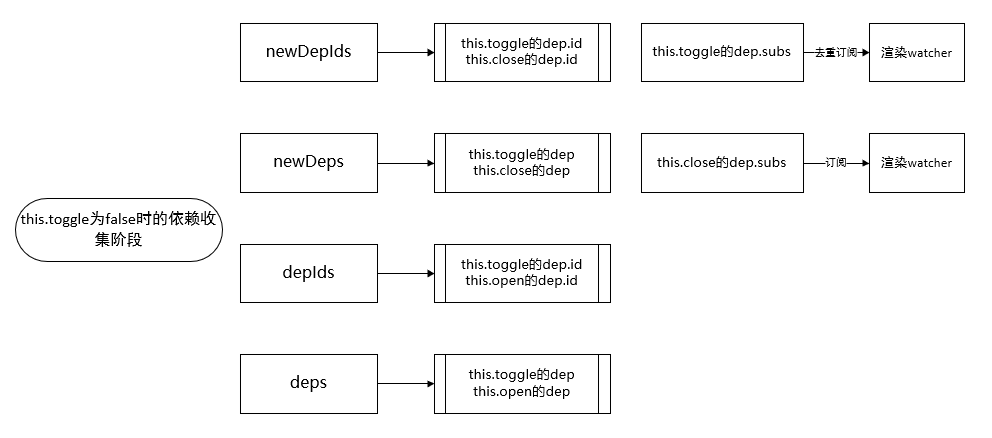 newDepIds
this.toggle的dep.id
this.close的dep.id
this.toggle的dep.subs
去重订阅
渲染watcher
newDeps
this.toggle的dep
this.close的dep
this.close的dep.subs
订阅
渲染watcher
this.toggle为false时的依赖收
集阶段
depIds
this.toggle的dep.id
this.open的dep.id
deps
this.toggle的dep
this.open的dep